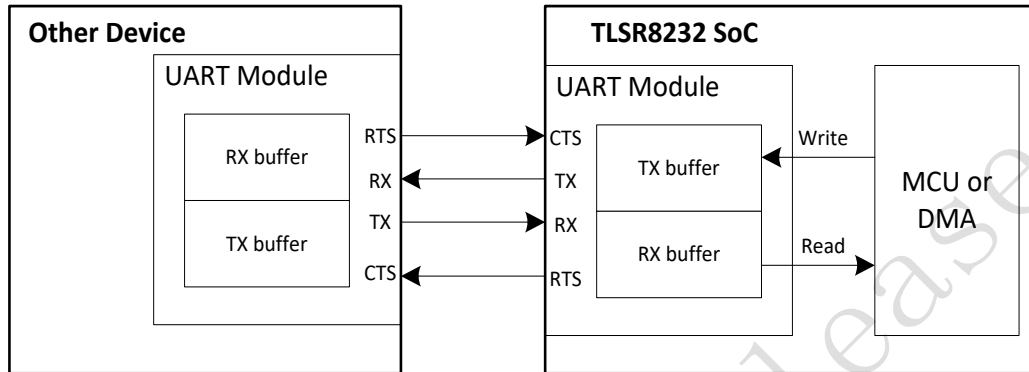 Other Device
UART Module
RX buffer
TX buffer
RTS
RX
TX
CTS
TLSR8232 SoC
UART Module
CTS
TX
RX
RTS
TX buffer
RX buffer
Write
Read
MCU or
DMA
lease